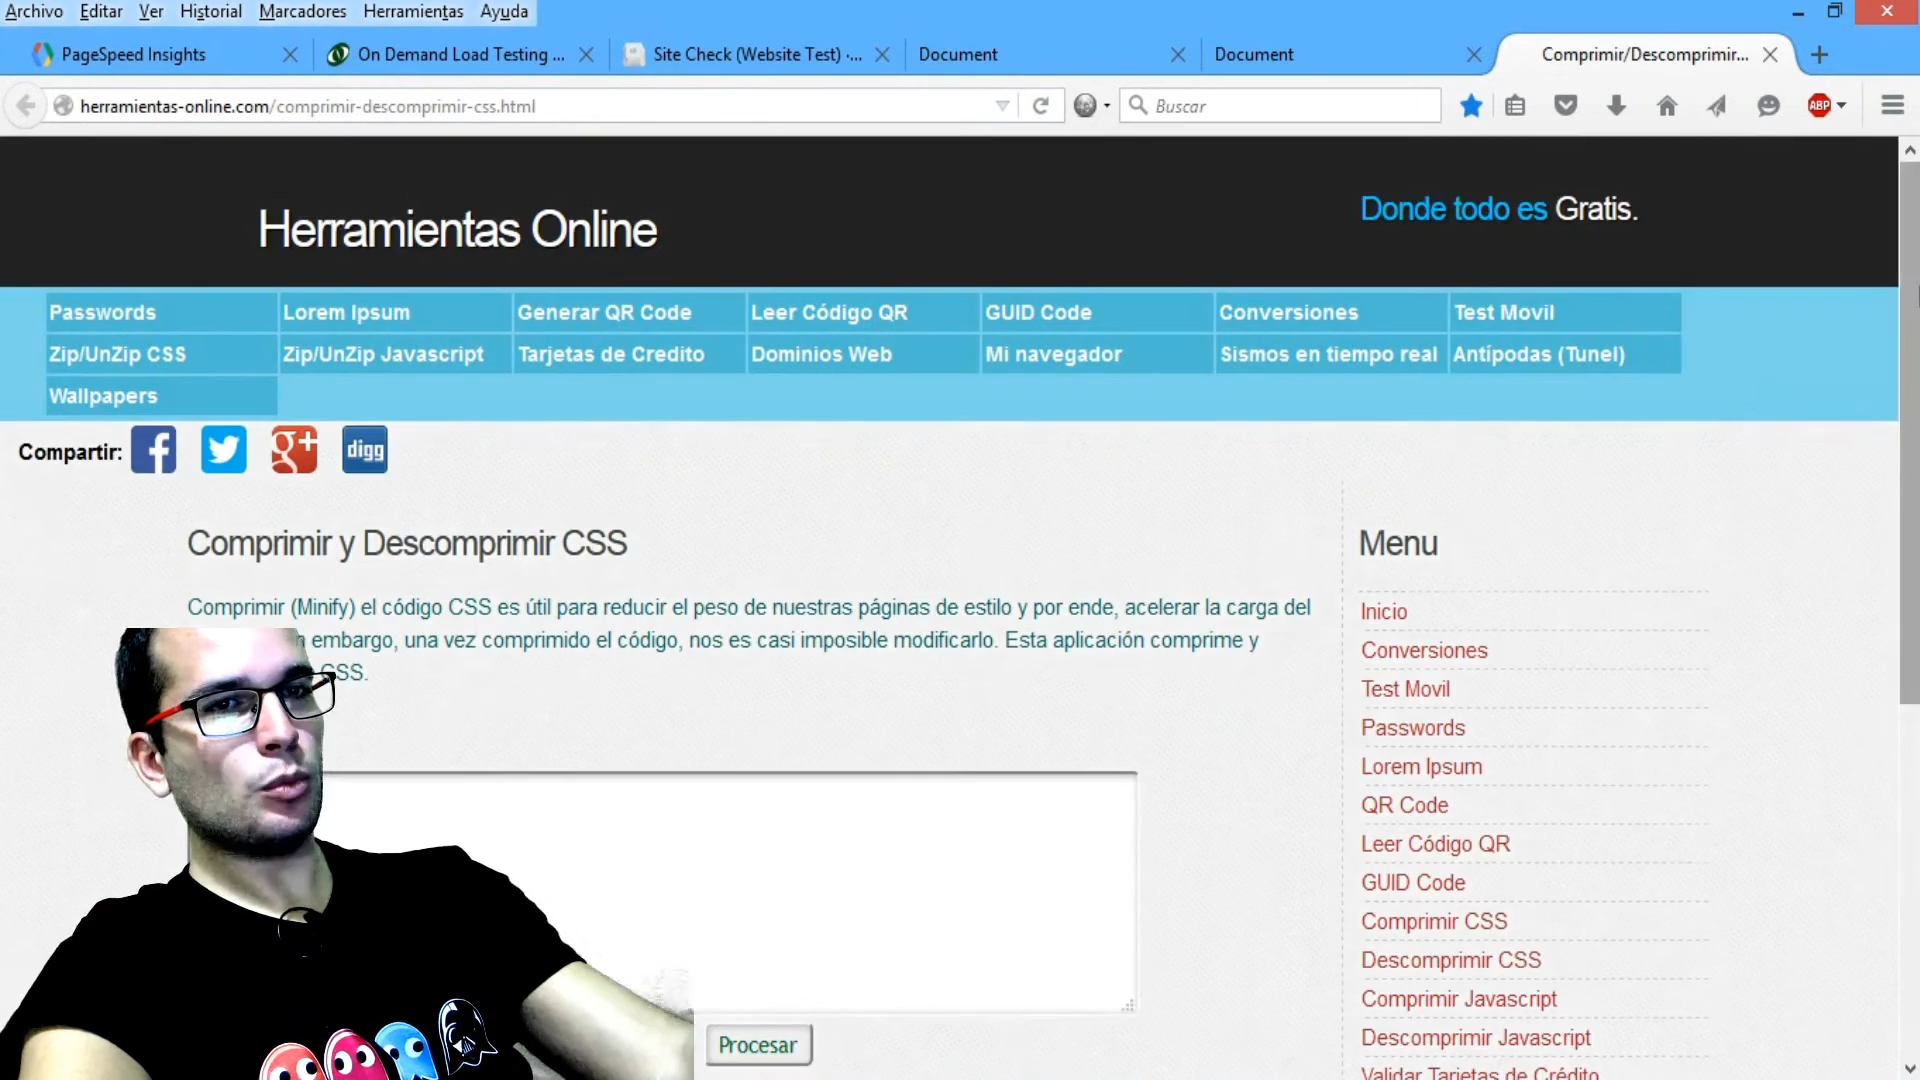 Archivo Editar Ver Historial Marcadores Herramientas Ayuda
PageSpeed Insights On Demand Load Testing ... Site Check (Website Test) ·... Document Document Comprimir/Descomprimir...
herramientas-online.com/comprimir-descomprimir-css.html Buscar ABP
Herramientas Online
Donde todo es Gratis.
Passwords Lorem Ipsum Generar QR Code Leer Código QR GUID Code Conversiones Test Movil
Zip/UnZip CSS Zip/UnZip Javascript Tarjetas de Credito Dominios Web Mi navegador Sismos en tiempo real Antípodas (Tunel)
Wallpapers
Compartir: f g+ digg
Comprimir y Descomprimir CSS
Comprimir (Minify) el código CSS es útil para reducir el peso de nuestras páginas de estilo y por ende, acelerar la carga del
embargo, una vez comprimido el código, nos es casi imposible modificarlo. Esta aplicación comprime y
CSS.
Procesar
Menu
Inicio
Conversiones
Test Movil
Passwords
Lorem Ipsum
QR Code
Leer Código QR
GUID Code
Comprimir CSS
Descomprimir CSS
Comprimir Javascript
Descomprimir Javascript
Validar Tarjetas de Crédito